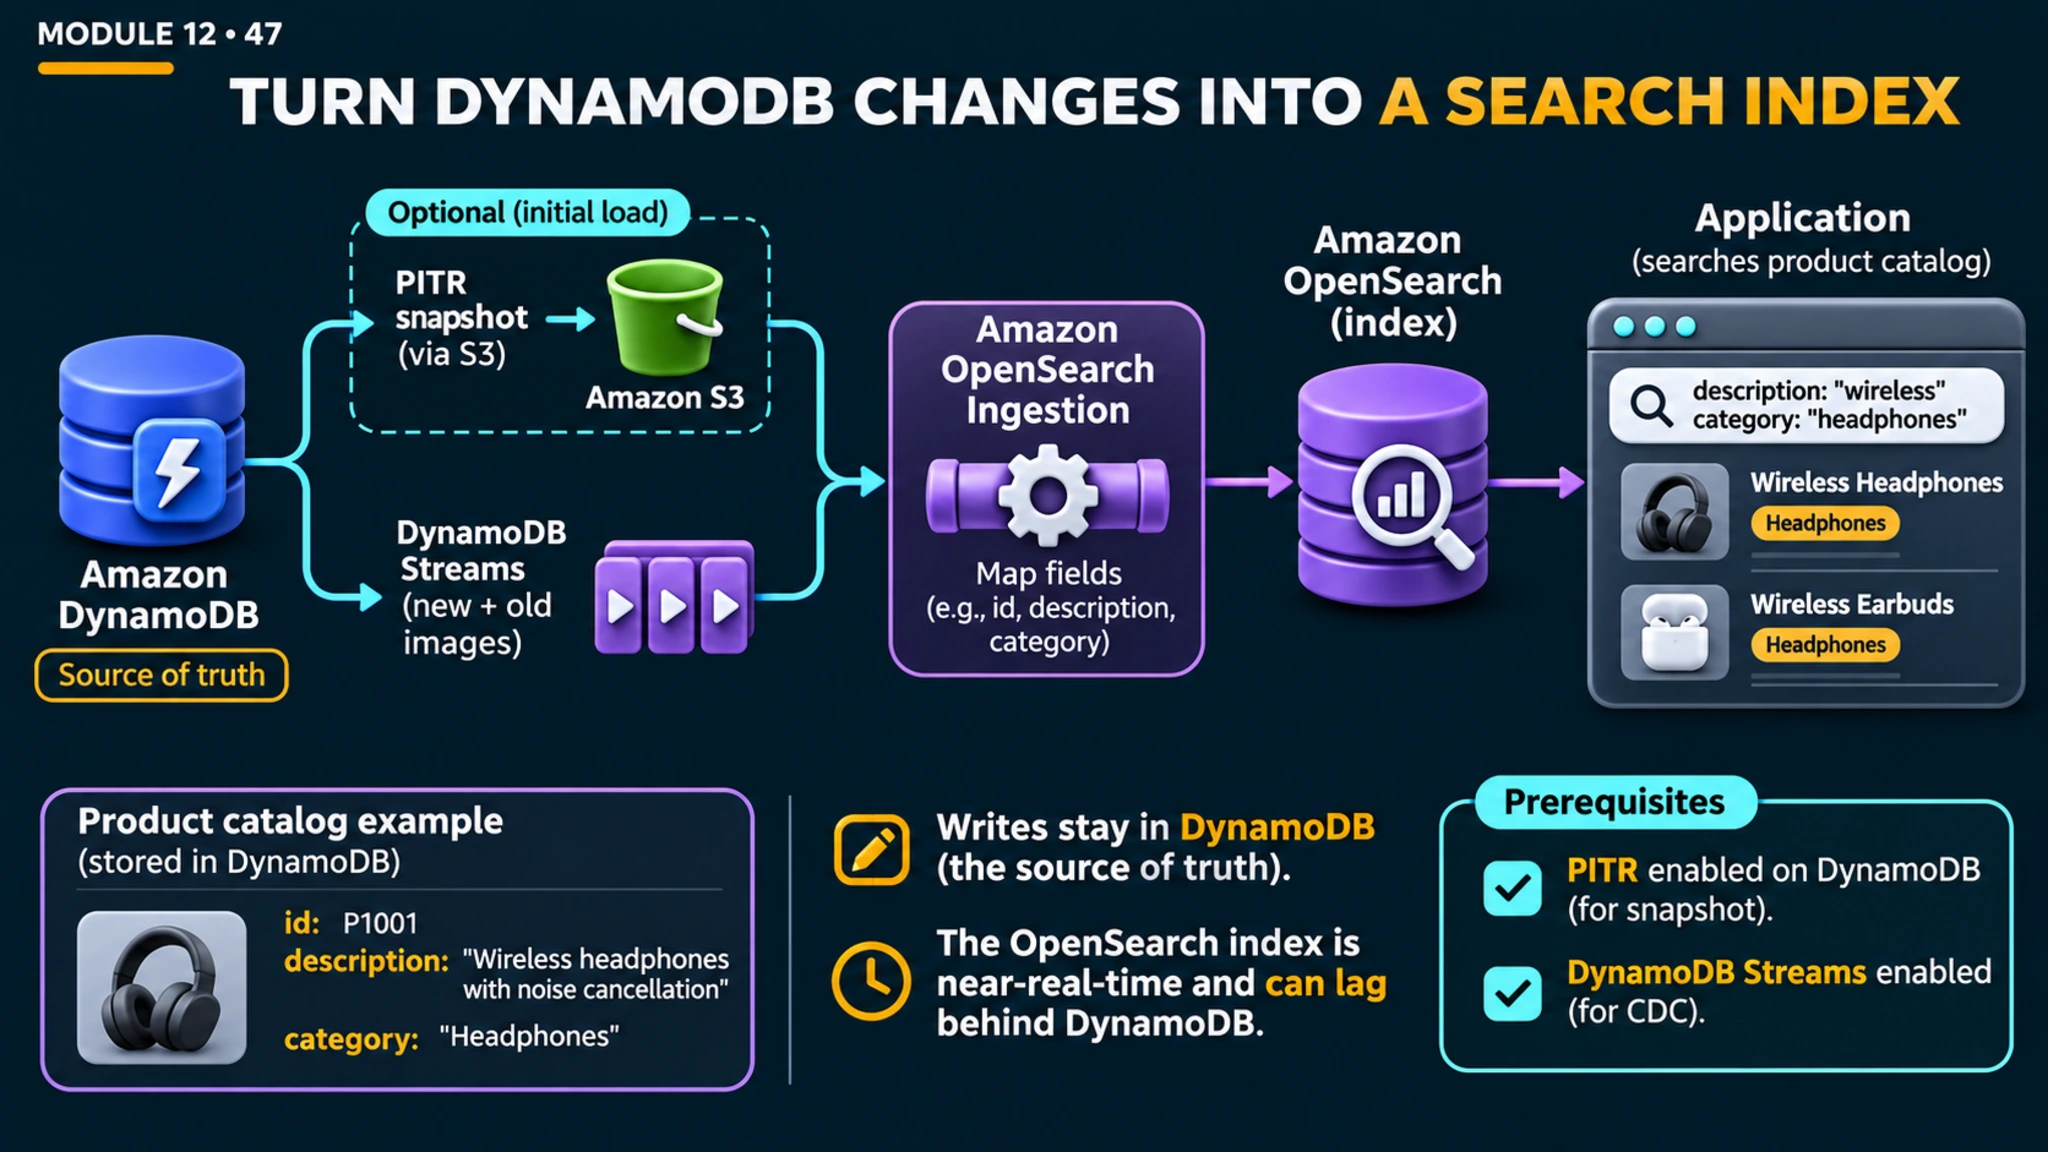 MODULE 12 • 47
TURN DYNAMODB CHANGES INTO A SEARCH INDEX
Optional (initial load)
PITR
snapshot
(via S3)
Amazon S3
Amazon
DynamoDB
Source of truth
DynamoDB
Streams
(new + old
images)
Amazon
OpenSearch
Ingestion
Map fields
(e.g., id, description,
category)
Amazon
OpenSearch
(index)
Application
(searches product catalog)
description: "wireless"
category: "headphones"
Wireless Headphones
Headphones
Wireless Earbuds
Headphones
Product catalog example
(stored in DynamoDB)
id: P1001
description: "Wireless headphones
with noise cancellation"
category: "Headphones"
Writes stay in DynamoDB
(the source of truth).
The OpenSearch index is
near-real-time and can lag
behind DynamoDB.
Prerequisites
PITR enabled on DynamoDB
(for snapshot).
DynamoDB Streams enabled
(for CDC).